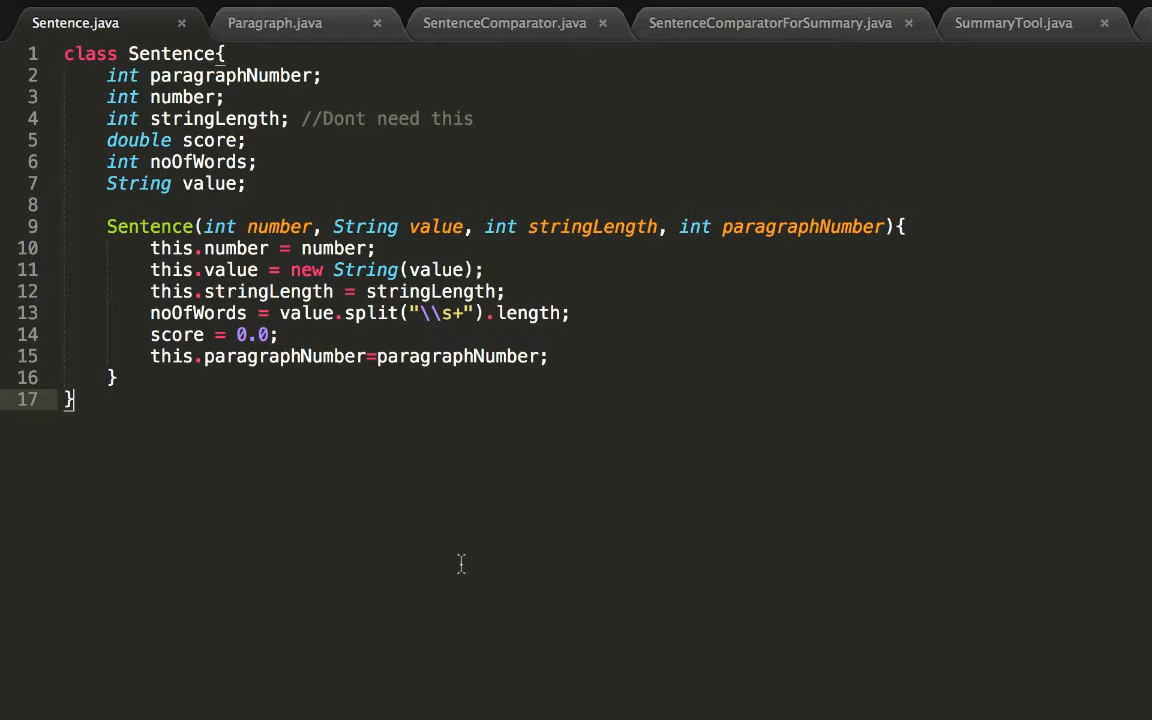 Sentence.java × Paragraph.java × SentenceComparator.java × SentenceComparatorForSummary.java × SummaryTool.java ×
1 class Sentence{
2     int paragraphNumber;
3     int number;
4     int stringLength; //Dont need this
5     double score;
6     int noOfWords;
7     String value;
8
9     Sentence(int number, String value, int stringLength, int paragraphNumber){
10         this.number = number;
11         this.value = new String(value);
12         this.stringLength = stringLength;
13         noOfWords = value.split("\\s+").length;
14         score = 0.0;
15         this.paragraphNumber=paragraphNumber;
16     }
17 }